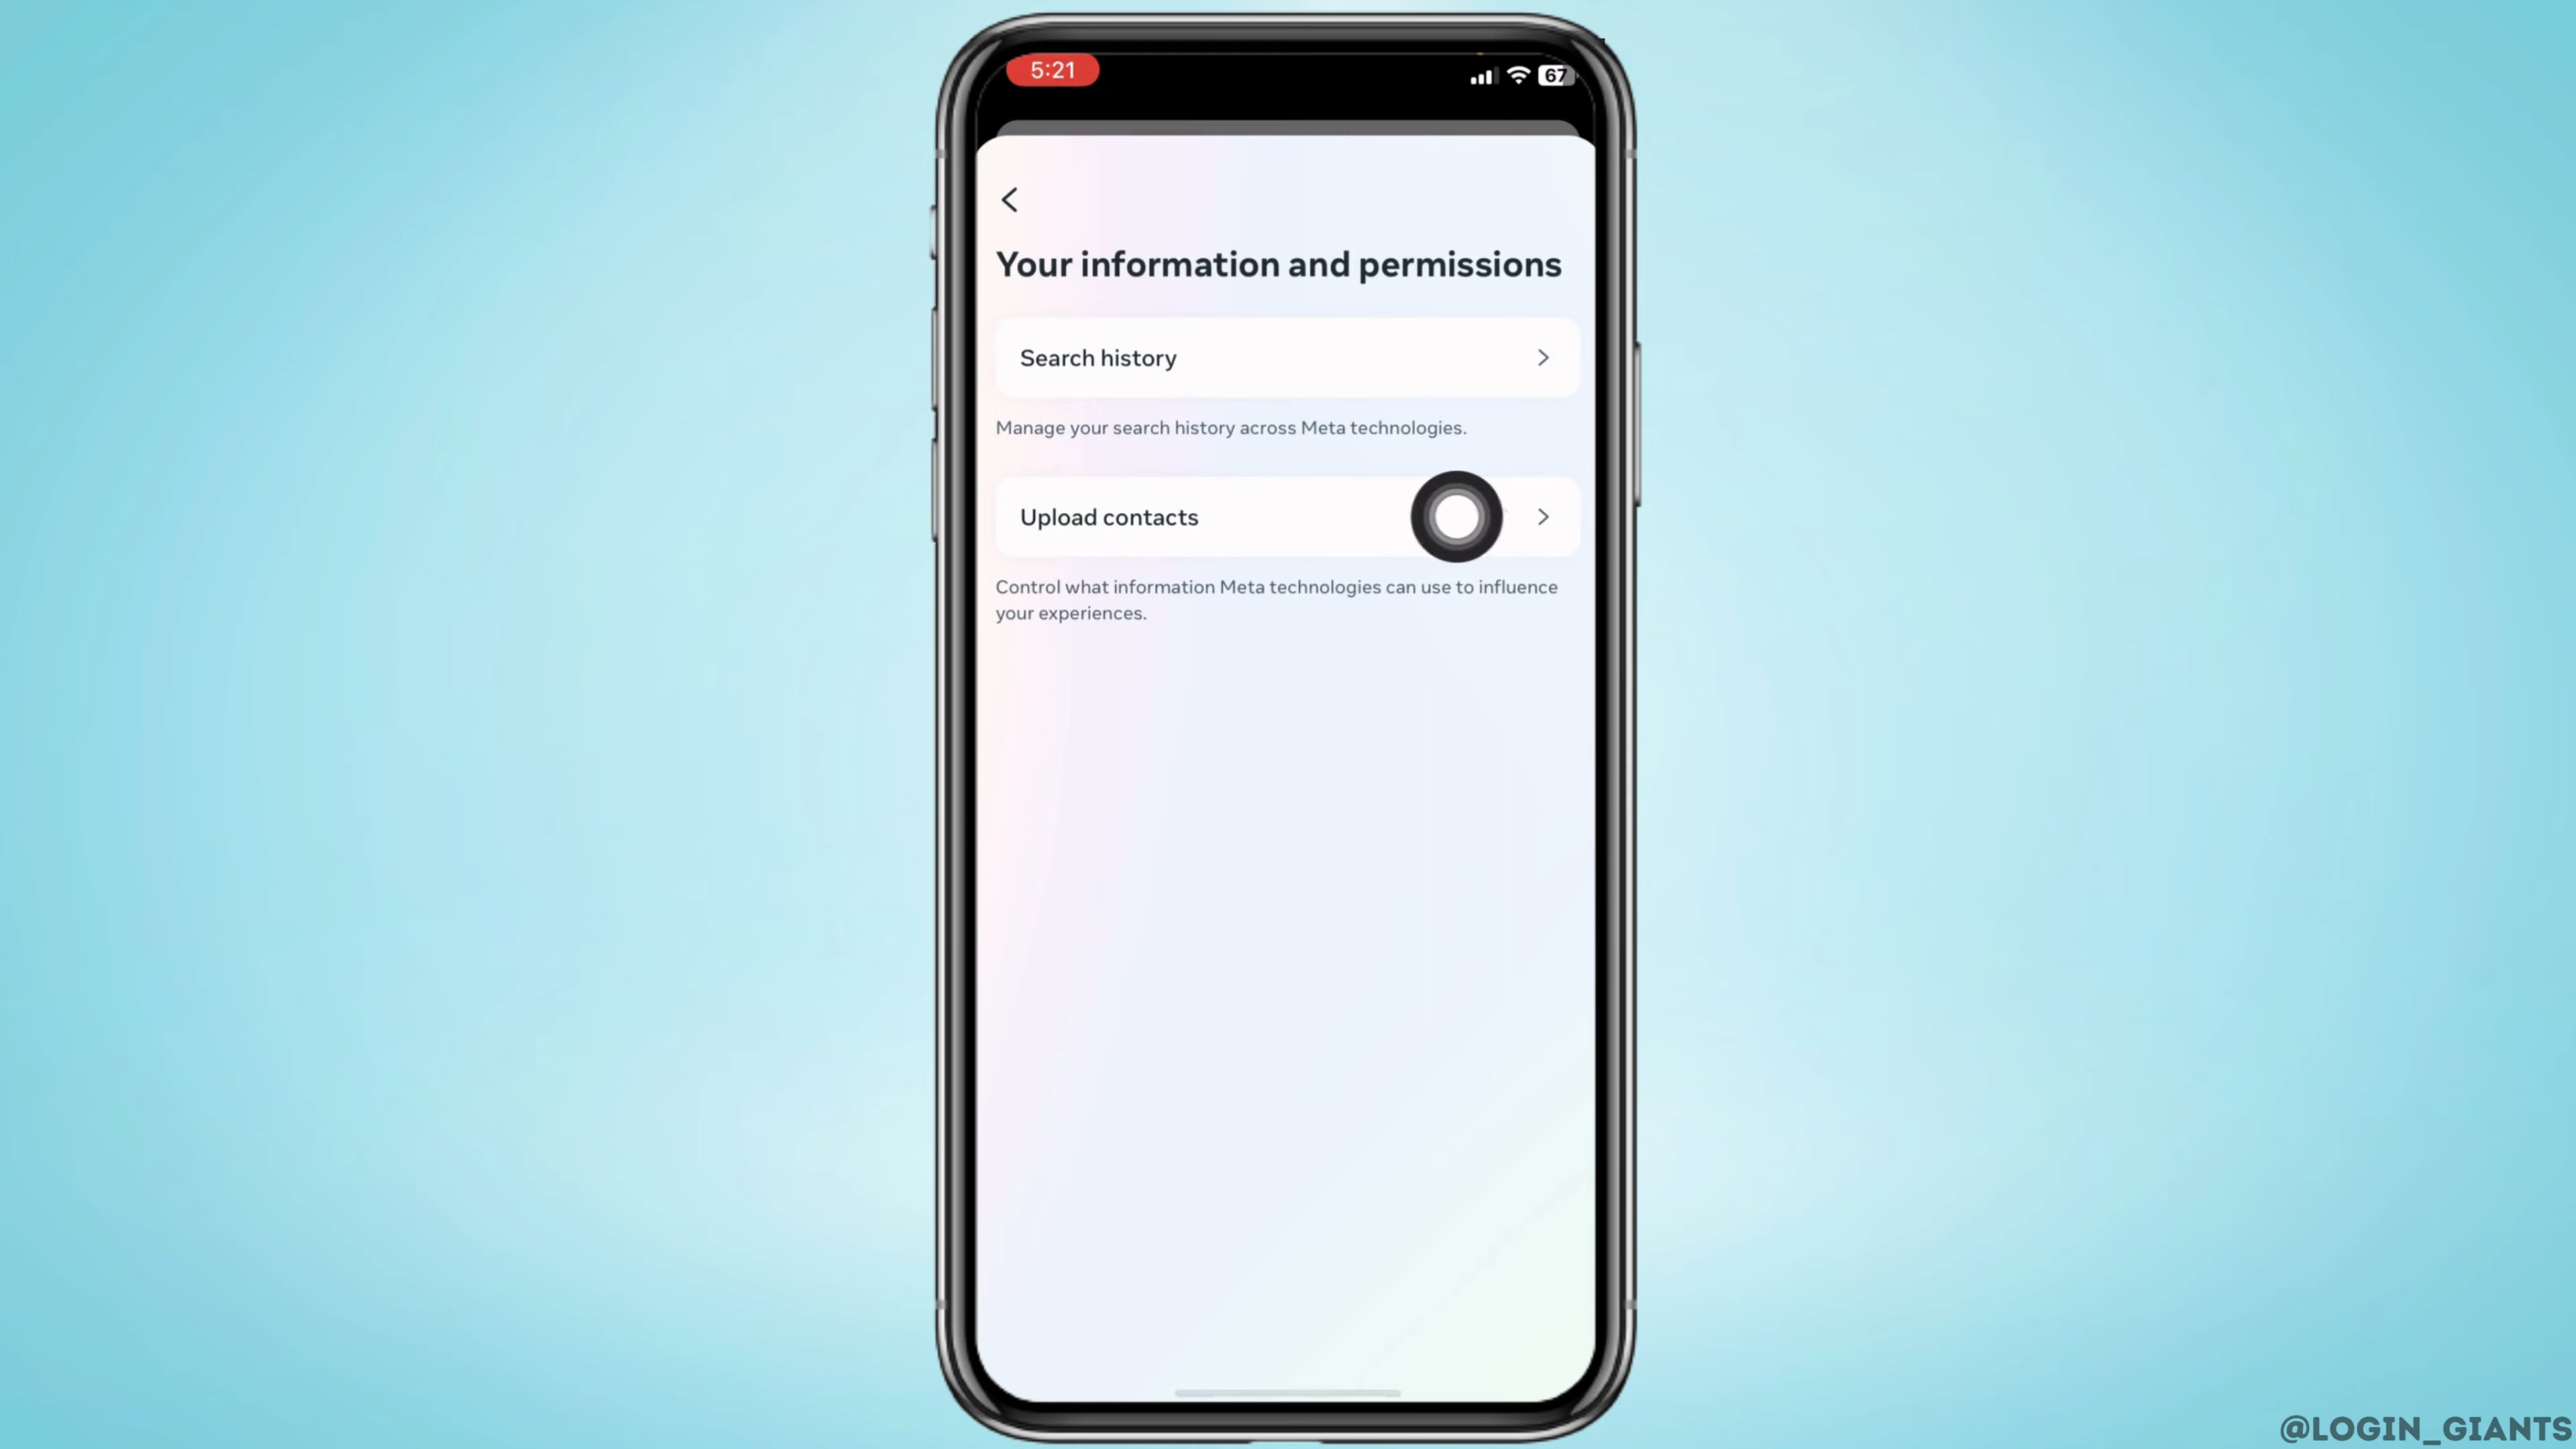 5:21
67
Your information and permissions
Search history
Manage your search history across Meta technologies.
Upload contacts
Control what information Meta technologies can use to influence
your experiences.
@LOGIN_GIANTS